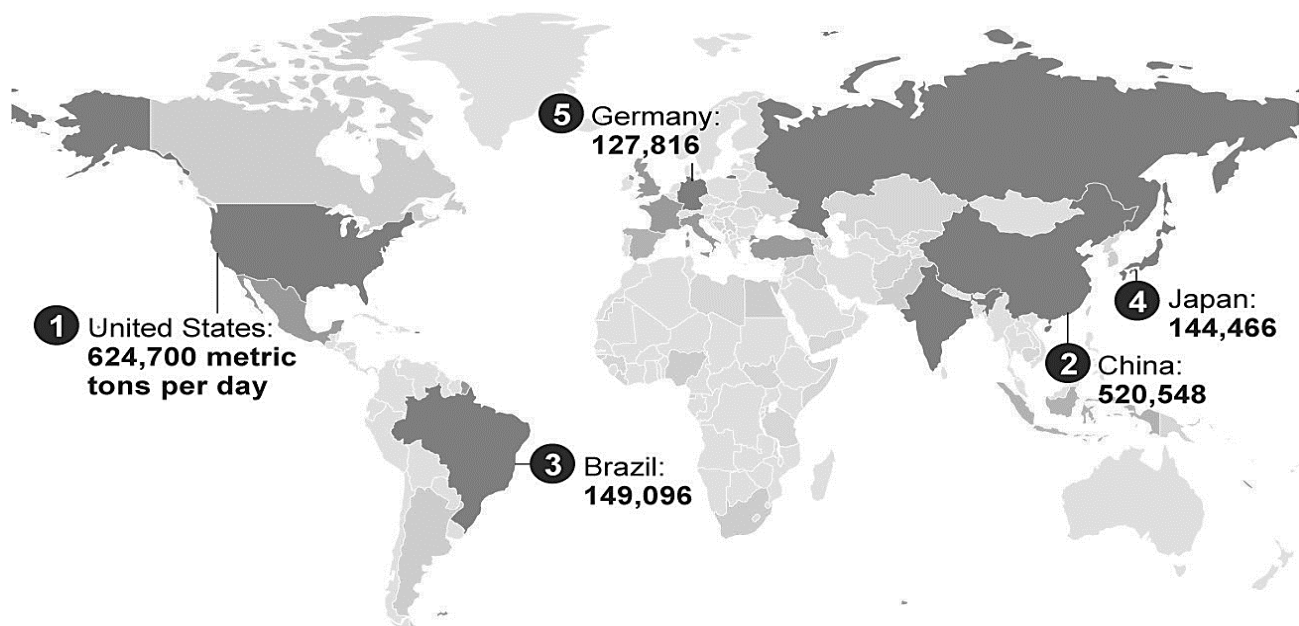 5 Germany:
127,816
1 United States:
624,700 metric
tons per day
4 Japan:
144,466
2 China:
520,548
3 Brazil:
149,096